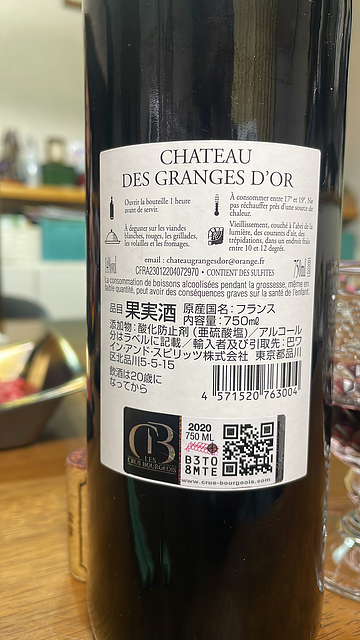 CHATEAU
DES GRANGES D'OR
Ouvrir la bouteille 1 heure
avant de servir.
A consommer entre 17° et 19°. Ne
pas réchauffer près d'une source de
chaleur.
A déguster sur des viandes
blanches, rouges, les grillades,
les volailles et les fromages.
Vieillissement, couché à l'abri de la
lumière, des courants d'air, des
trépidations, dans un endroit frais
entre 10 et 12 degrés.
email : chateaugrangesdor@orange.fr
CFRA23012204072970 • CONTIENT DES SULFITES
750ml
La consommation de boissons alcoolisées pendant la grossesse, même en
faible quantité, peut avoir des conséquences graves sur la santé de l'enfant.
品目 果実酒 原産国名：フランス
内容量：750ml
添加物：酸化防止剤（亜硫酸塩）／アルコール
分はラベルに記載／輸入者及び引取先：バワ
イン・アンド・スピリッツ株式会社 東京都品川
区北品川5-5-15
飲酒は20歳に
なってから
4 571520 763004
CB
LES
CRUS BOURGEOIS
2020
750 ML
B3TO
8MTE
www.crus-bourgeois.com